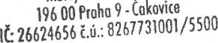 196 00 Praha 9 - Čakovice
IČ: 26624656 č.ú.: 8267731001/5500